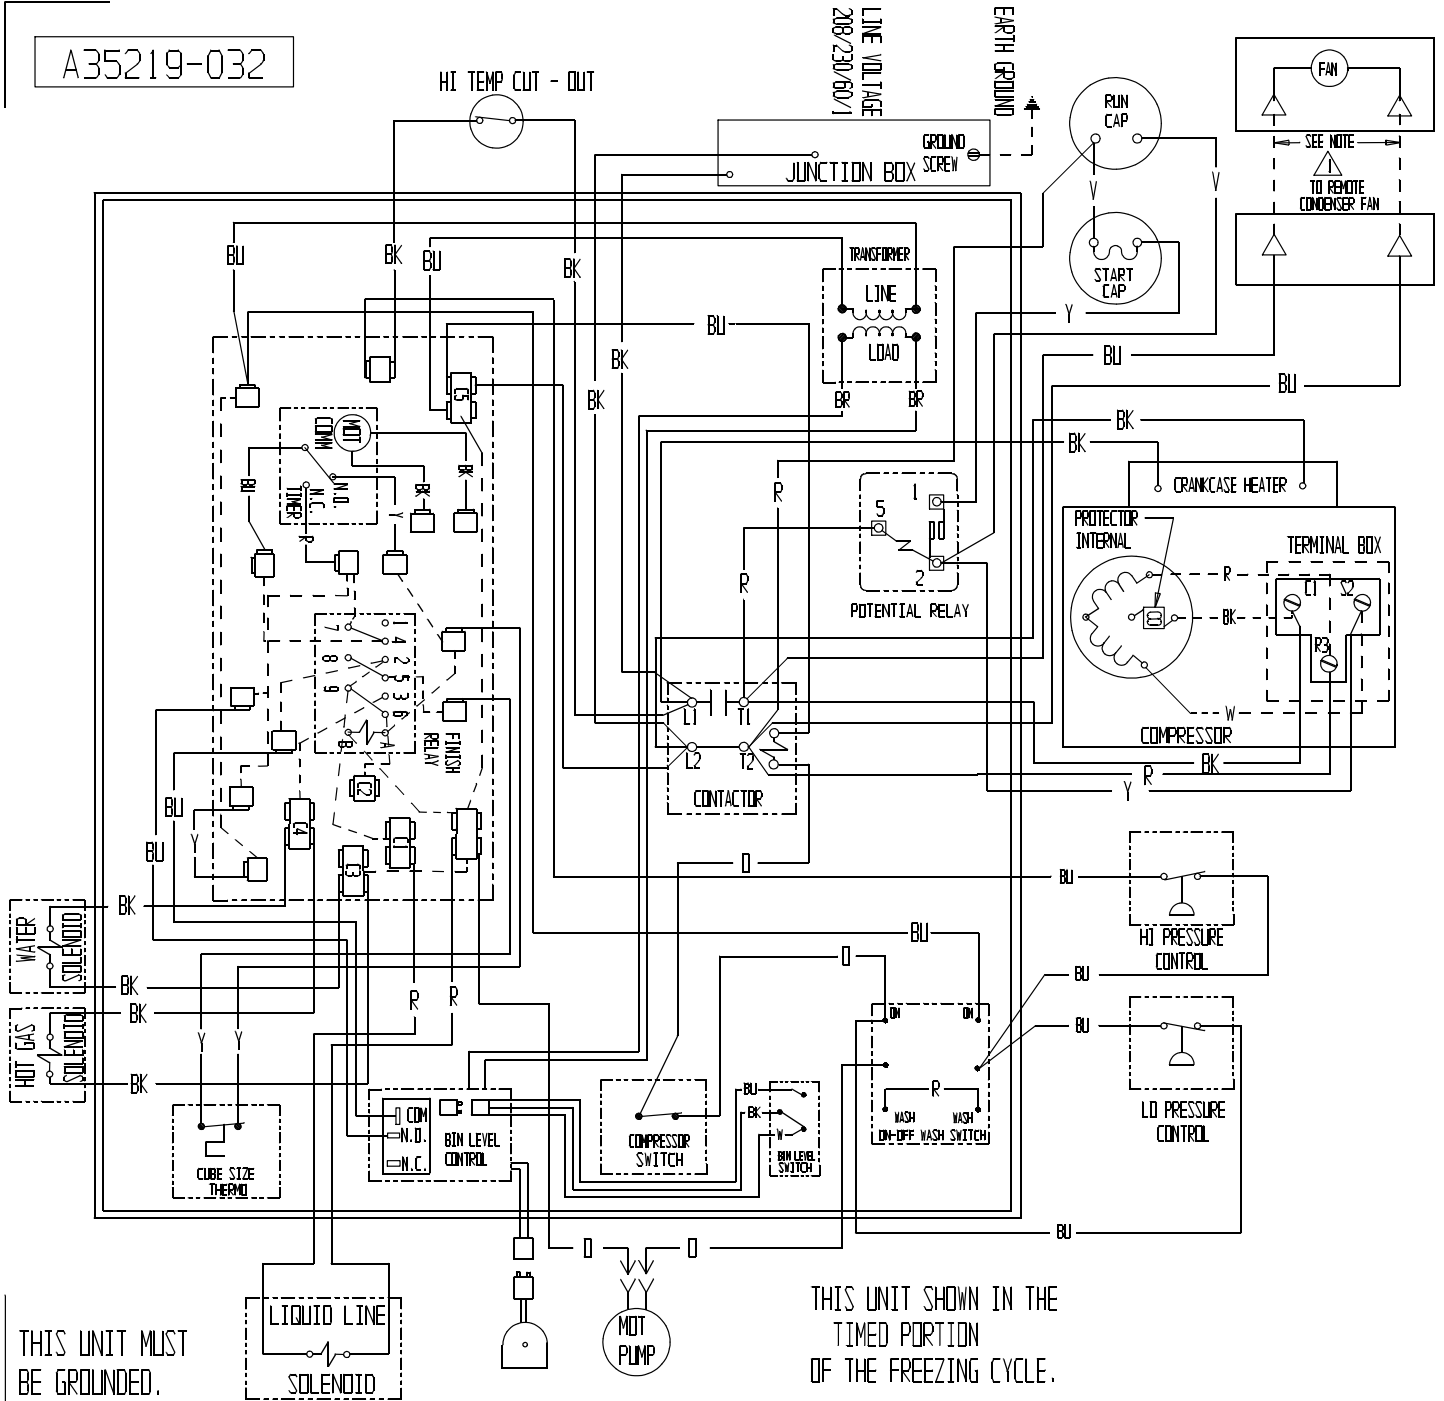 A35219-032
HI TEMP CUT - OUT
LINE VOLTAGE
208/230/60/1
EARTH GROUND
GROUND
SCREW
JUNCTION BOX
RUN
CAP
START
CAP
Y
Y
Y
FAN
SEE NOTE
1
TO REMOTE
CONDENSER FAN
BU
BK
BU
BK
BU
BK
BK
TRANSFORMER
LINE
LOAD
BR
BR
BU
BU
BK
BK
CRANKCASE HEATER
PROTECTOR
INTERNAL
TERMINAL BOX
C1
S2
R3
R
BK
W
COMPRESSOR
BK
R
Y
1
5
2
POTENTIAL RELAY
R
R
C5
MOT
COMM
N.O.
N.C.
TIMER
BU
BK
BK
Y
R
7
1
4
8
2
5
9
3
6
B
A
FINISH
RELAY
C2
C4
C1
C3
L1
T1
L2
T2
CONTACTOR
O
BU
BU
Y
BK
WATER
SOLENOID
BK
BK
HOT GAS
SOLENOID
BK
Y
Y
R
R
CUBE SIZE
THERMO
COM
N.O.
N.C.
BIN LEVEL
CONTROL
COMPRESSOR
SWITCH
BU
BK
W
BIN LEVEL
SWITCH
O
BU
ON
ON
R
WASH
WASH
ON-OFF WASH SWITCH
BU
HI PRESSURE
CONTROL
BU
BU
LO PRESSURE
CONTROL
BU
O
O
MOT
PUMP
LIQUID LINE
SOLENOID
THIS UNIT MUST
BE GROUNDED.
THIS UNIT SHOWN IN THE
TIMED PORTION
OF THE FREEZING CYCLE.